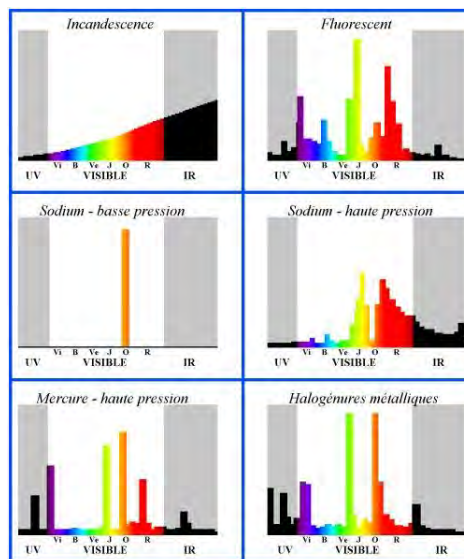 Incandescence
Vi B Ve J O R
UV VISIBLE IR
Fluorescent
Vi B Ve J O R
UV VISIBLE IR
Sodium - basse pression
Vi B Ve J O R
UV VISIBLE IR
Sodium - haute pression
Vi B Ve J O R
UV VISIBLE IR
Mercure - haute pression
Vi B Ve J O R
UV VISIBLE IR
Halogénures métalliques
Vi B Ve J O R
UV VISIBLE IR